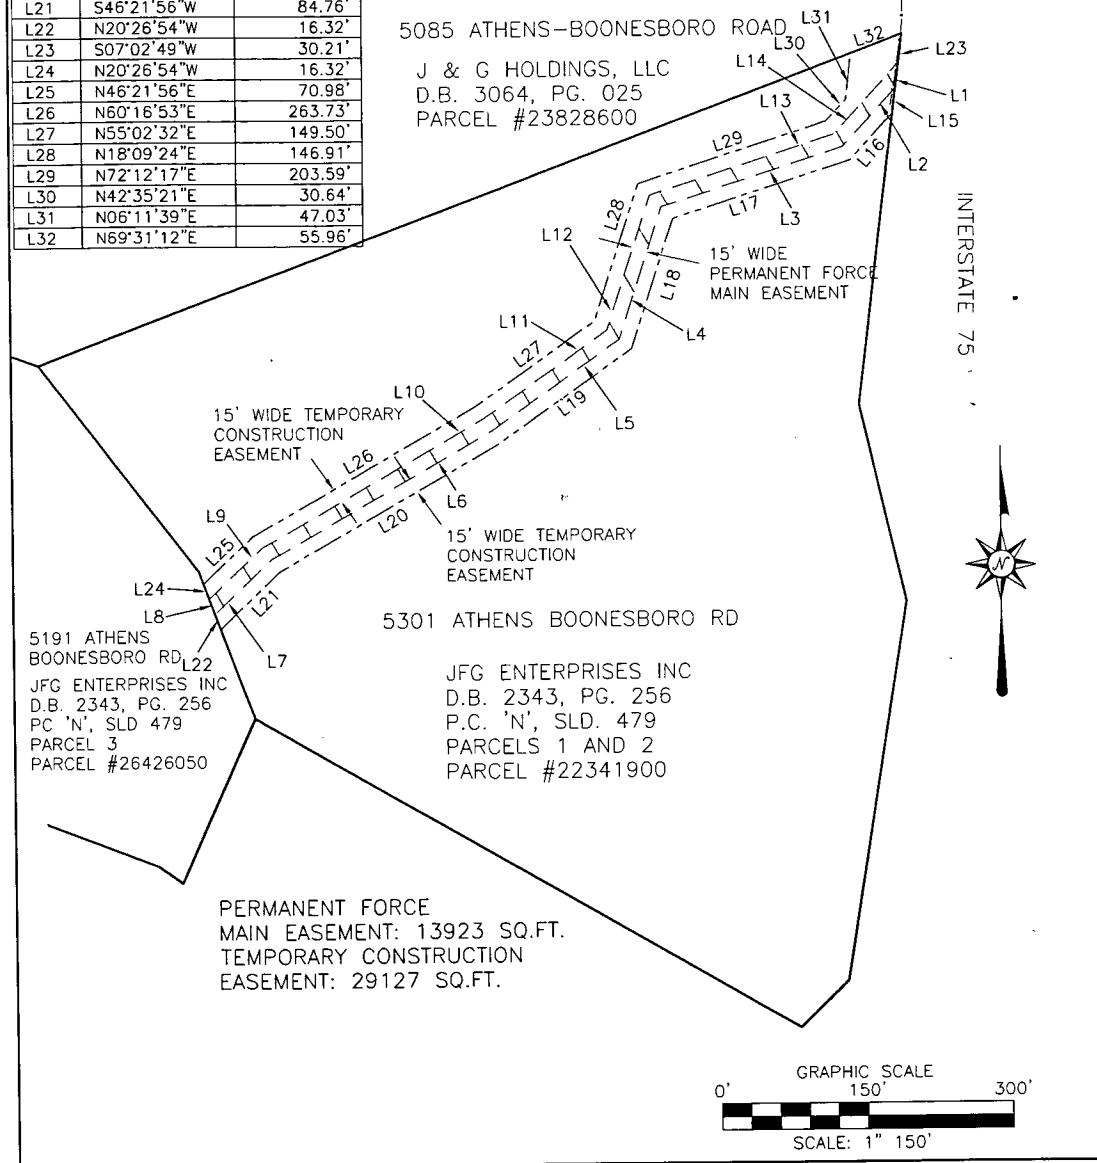 L21 S46°21'56"W 84.76'
L22 N20°26'54"W 16.32'
L23 S07°02'49"W 30.21'
L24 N20°26'54"W 16.32'
L25 N46°21'56"E 70.98'
L26 N60°16'53"E 263.73'
L27 N55°02'32"E 149.50'
L28 N18°09'24"E 146.91'
L29 N72°12'17"E 203.59'
L30 N42°35'21"E 30.64'
L31 N06°11'39"E 47.03'
L32 N69°31'12"E 55.96'
5085 ATHENS-BOONESBORO ROAD
J & G HOLDINGS, LLC
D.B. 3064, PG. 025
PARCEL #23828600
L31
L32
L30
L23
L14
L1
L13
L15
L29
L16
L2
L28
L17
L3
L12
15' WIDE
PERMANENT FORCE
MAIN EASEMENT
L18
INTERSTATE 75
L11
L4
L27
L10
L19
L5
15' WIDE TEMPORARY
CONSTRUCTION
EASEMENT
L26
L6
L9
L20
15' WIDE TEMPORARY
CONSTRUCTION
EASEMENT
L25
L24
L21
L8
L7
L22
N
5191 ATHENS
BOONESBORO RD
JFG ENTERPRISES INC
D.B. 2343, PG. 256
PC 'N', SLD 479
PARCEL 3
PARCEL #26426050
5301 ATHENS BOONESBORO RD
JFG ENTERPRISES INC
D.B. 2343, PG. 256
P.C. 'N', SLD. 479
PARCELS 1 AND 2
PARCEL #22341900
PERMANENT FORCE
MAIN EASEMENT: 13923 SQ.FT.
TEMPORARY CONSTRUCTION
EASEMENT: 29127 SQ.FT.
GRAPHIC SCALE
0' 150' 300'
SCALE: 1" 150'